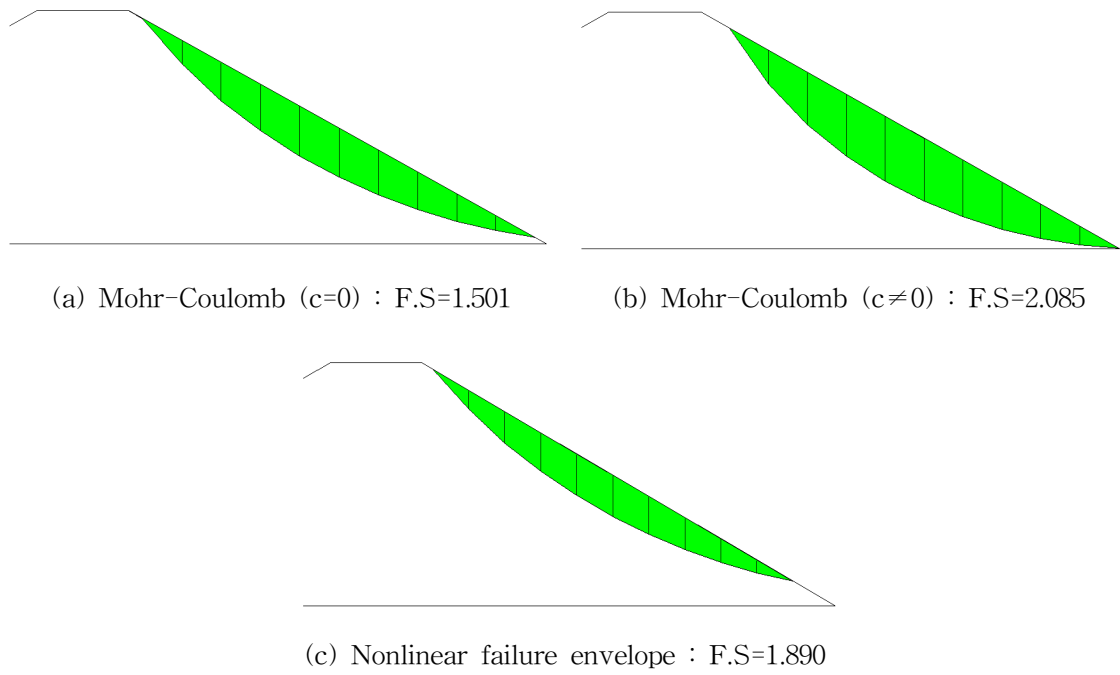 (a) Mohr-Coulomb (c=0) : F.S=1.501
(b) Mohr-Coulomb (c≠0) : F.S=2.085
(c) Nonlinear failure envelope : F.S=1.890